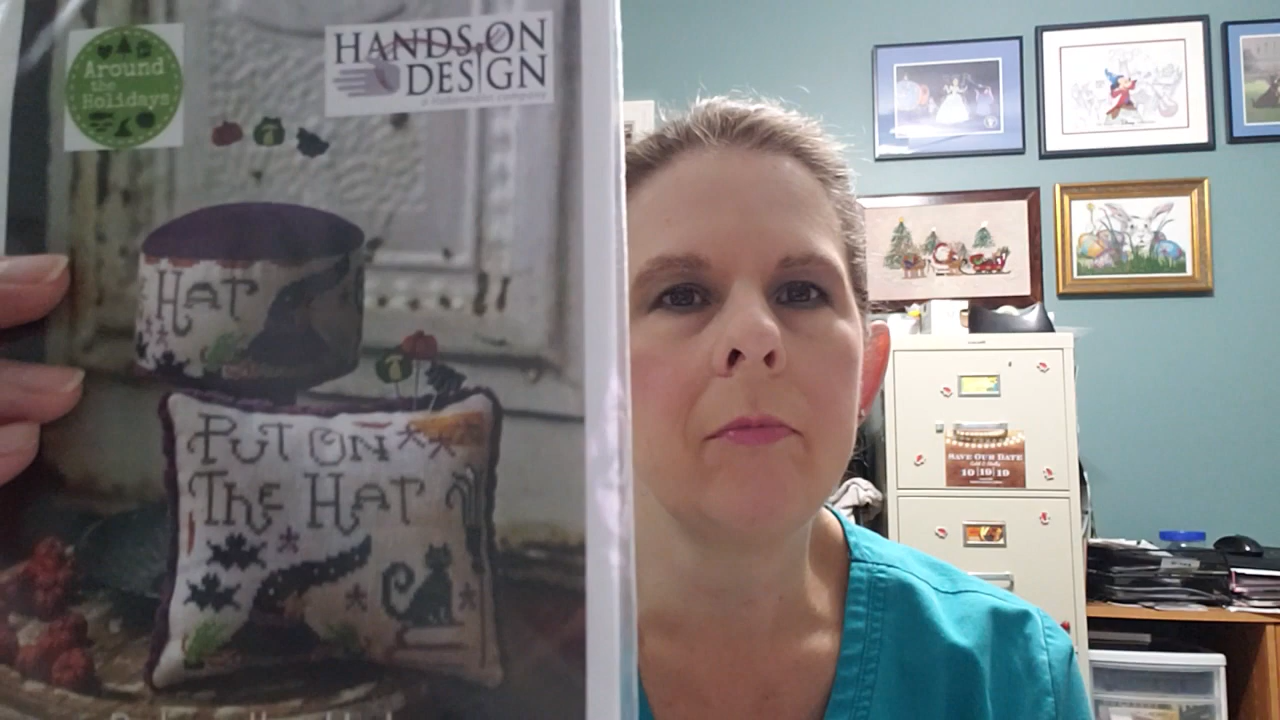 Around
the
Holidays
HANDS ON
DESIGN
HAT
PUT ON
THE HAT
SAVE OUR DATE
10|19|19